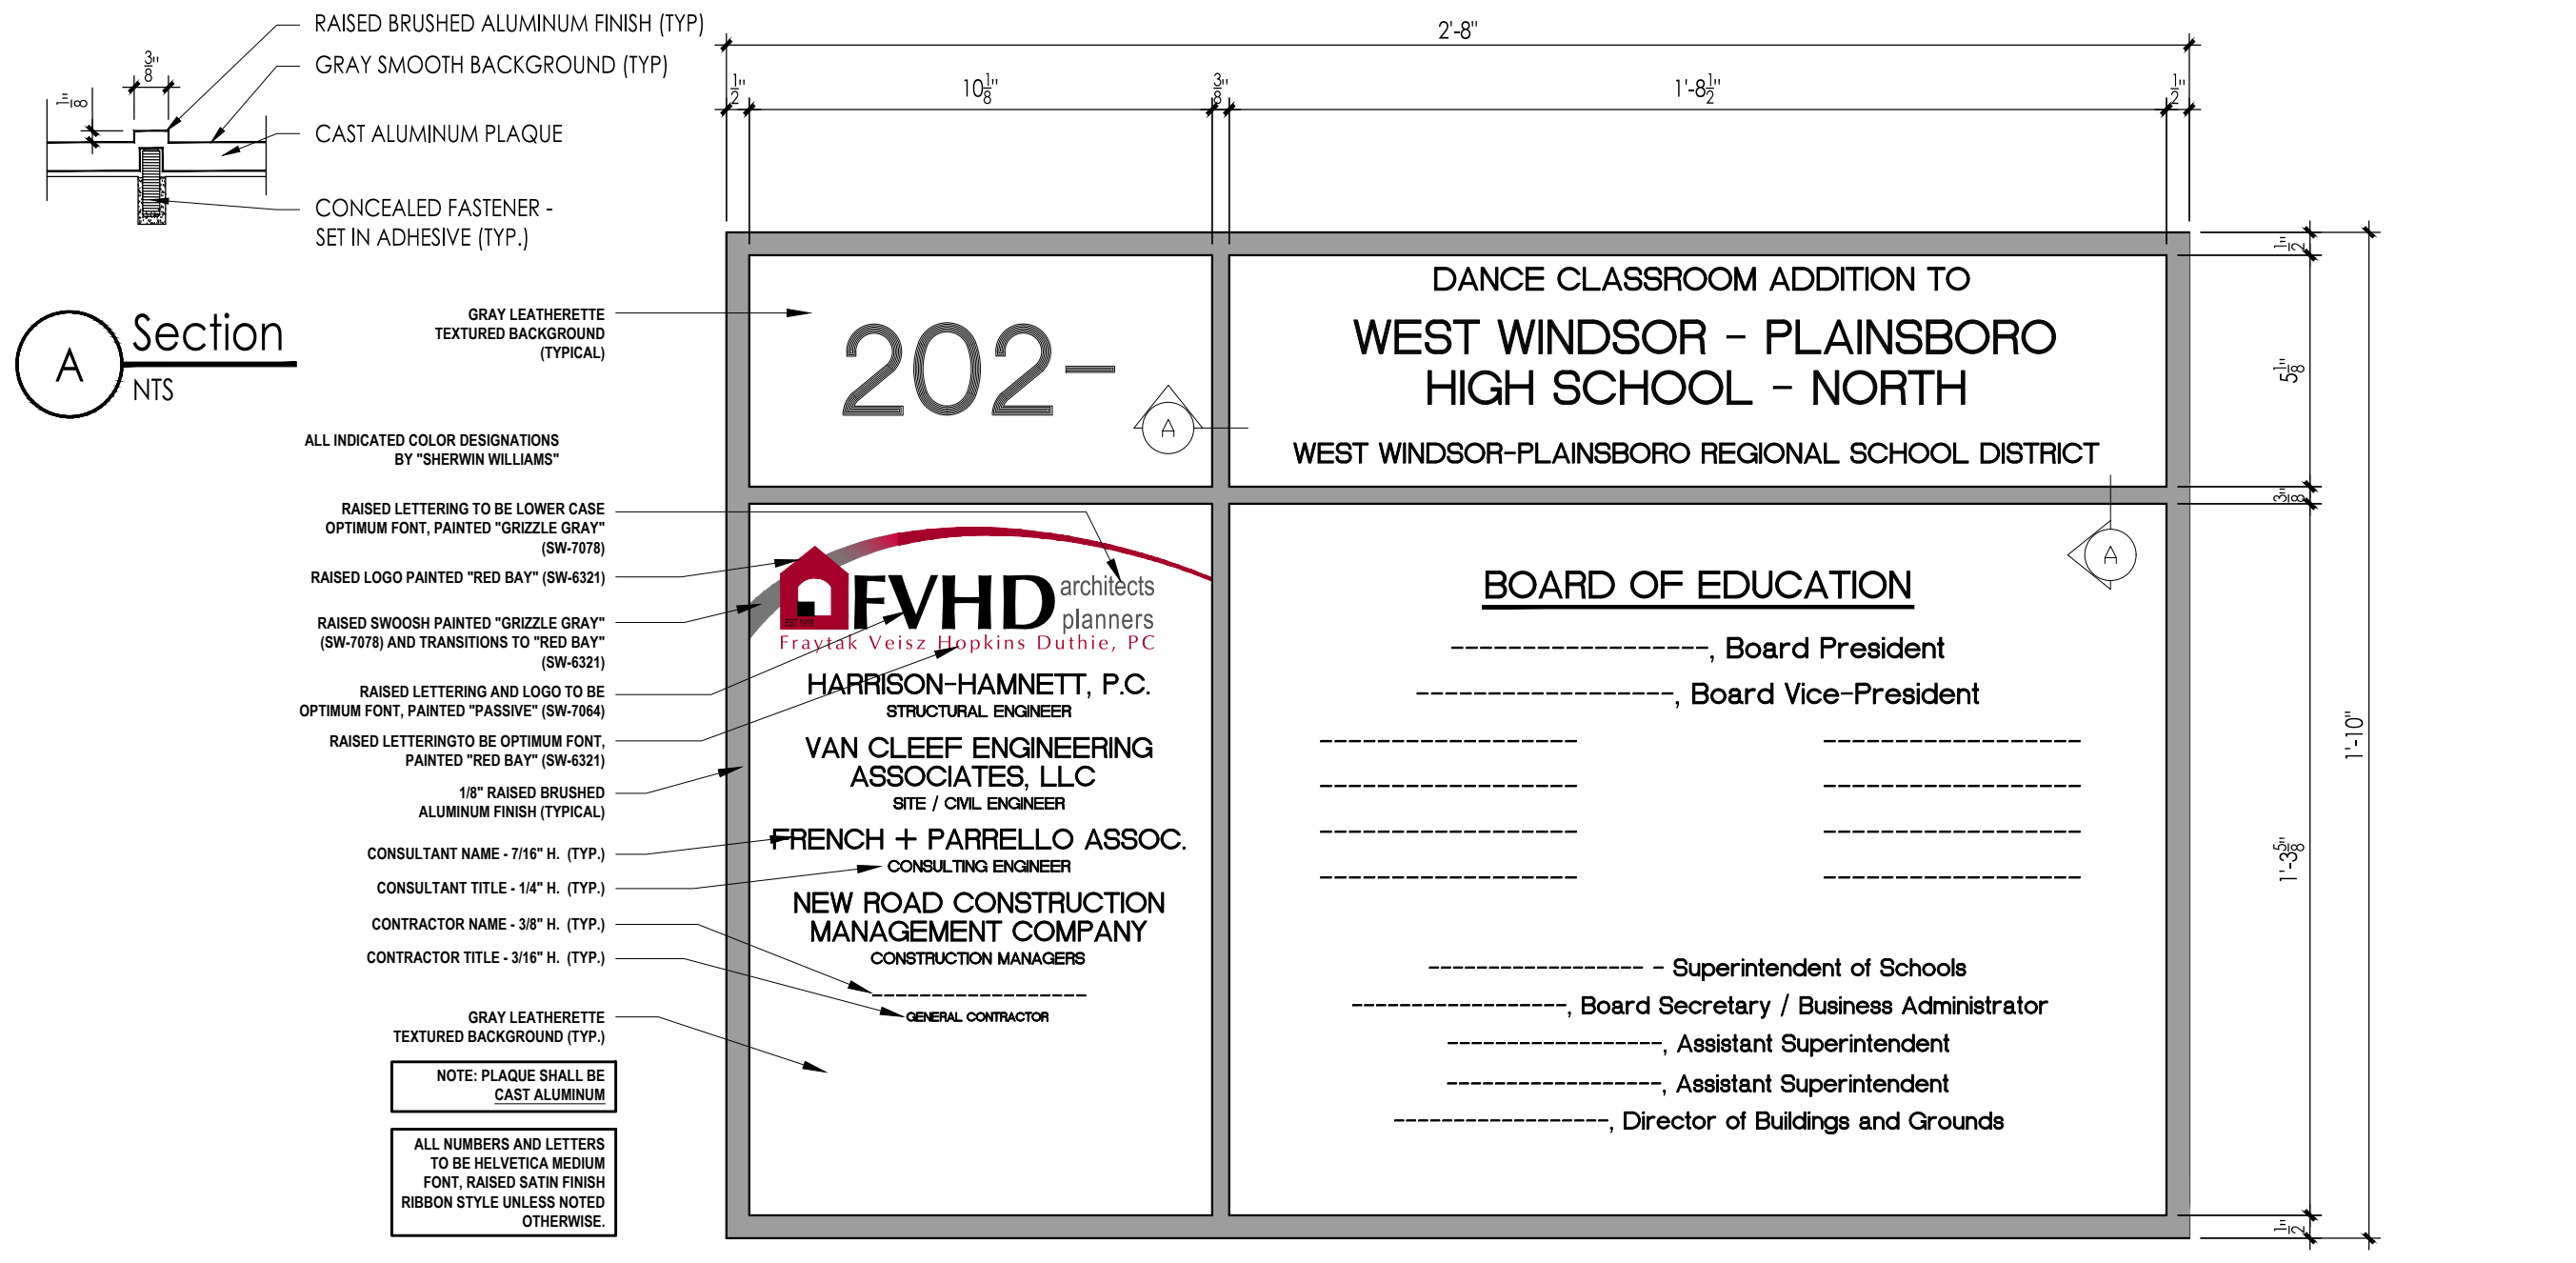 RAISED BRUSHED ALUMINUM FINISH (TYP)
GRAY SMOOTH BACKGROUND (TYP)
CAST ALUMINUM PLAQUE
CONCEALED FASTENER -
SET IN ADHESIVE (TYP.)
3/8"
1/8"
A
Section
NTS
2'-8"
1/2"
10 1/8"
3/8"
1'-8 1/2"
1/2"
GRAY LEATHERETTE
TEXTURED BACKGROUND
(TYPICAL)
ALL INDICATED COLOR DESIGNATIONS
BY "SHERWIN WILLIAMS"
RAISED LETTERING TO BE LOWER CASE
OPTIMUM FONT, PAINTED "GRIZZLE GRAY"
(SW-7078)
RAISED LOGO PAINTED "RED BAY" (SW-6321)
RAISED SWOOSH PAINTED "GRIZZLE GRAY"
(SW-7078) AND TRANSITIONS TO "RED BAY"
(SW-6321)
RAISED LETTERING AND LOGO TO BE
OPTIMUM FONT, PAINTED "PASSIVE" (SW-7064)
RAISED LETTERINGTO BE OPTIMUM FONT,
PAINTED "RED BAY" (SW-6321)
1/8" RAISED BRUSHED
ALUMINUM FINISH (TYPICAL)
CONSULTANT NAME - 7/16" H. (TYP.)
CONSULTANT TITLE - 1/4" H. (TYP.)
CONTRACTOR NAME - 3/8" H. (TYP.)
CONTRACTOR TITLE - 3/16" H. (TYP.)
GRAY LEATHERETTE
TEXTURED BACKGROUND (TYP.)
NOTE: PLAQUE SHALL BE
CAST ALUMINUM
ALL NUMBERS AND LETTERS
TO BE HELVETICA MEDIUM
FONT, RAISED SATIN FINISH
RIBBON STYLE UNLESS NOTED
OTHERWISE.
202-
A
DANCE CLASSROOM ADDITION TO
WEST WINDSOR - PLAINSBORO
HIGH SCHOOL - NORTH
WEST WINDSOR-PLAINSBORO REGIONAL SCHOOL DISTRICT
EST 1918
FVHD
architects
planners
Fraytak Veisz Hopkins Duthie, PC
HARRISON-HAMNETT, P.C.
STRUCTURAL ENGINEER
VAN CLEEF ENGINEERING
ASSOCIATES, LLC
SITE / CIVIL ENGINEER
FRENCH + PARRELLO ASSOC.
CONSULTING ENGINEER
NEW ROAD CONSTRUCTION
MANAGEMENT COMPANY
CONSTRUCTION MANAGERS
------------------
GENERAL CONTRACTOR
A
BOARD OF EDUCATION
--------------------, Board President
--------------------, Board Vice-President
-------------------- --------------------
-------------------- --------------------
-------------------- --------------------
-------------------- --------------------
------------------ - Superintendent of Schools
------------------, Board Secretary / Business Administrator
------------------, Assistant Superintendent
------------------, Assistant Superintendent
------------------, Director of Buildings and Grounds
1/2"
5 1/8"
3/8"
1'-3 5/8"
1/2"
1'-10"